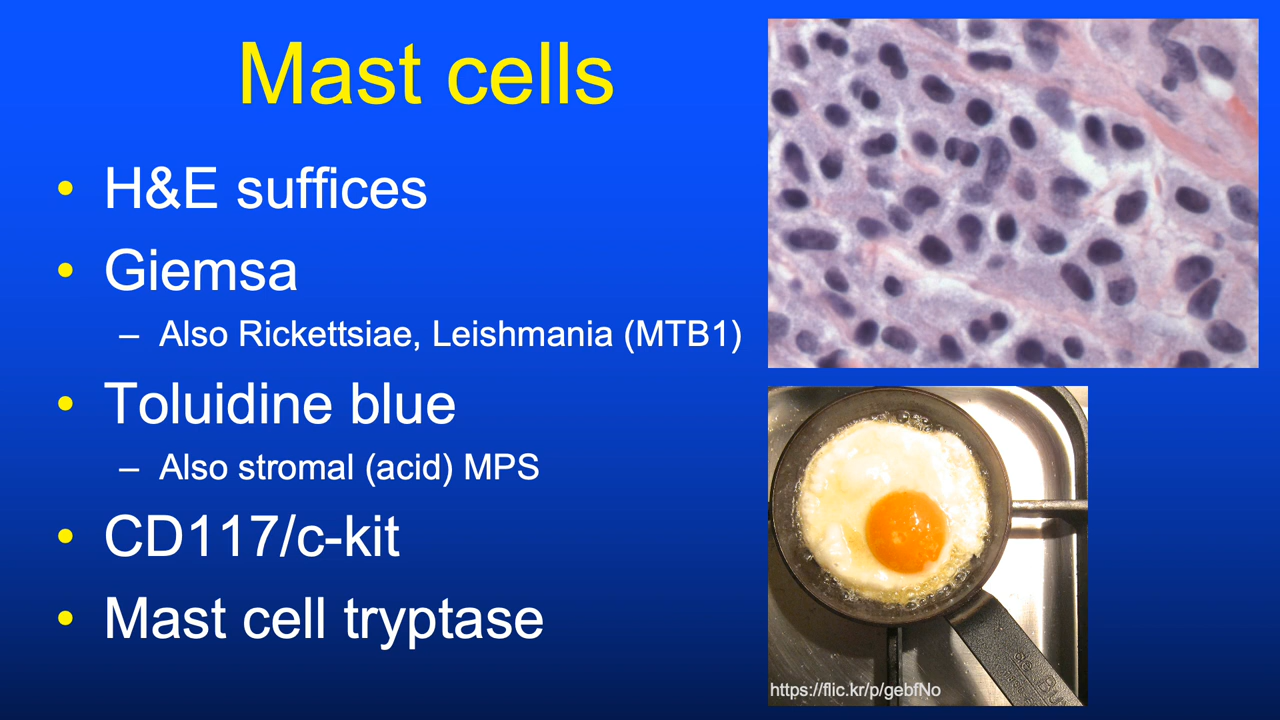 Mast cells
• H&E suffices
• Giemsa
– Also Rickettsiae, Leishmania (MTB1)
• Toluidine blue
– Also stromal (acid) MPS
• CD117/c-kit
• Mast cell tryptase
https://flic.kr/p/gebfNo